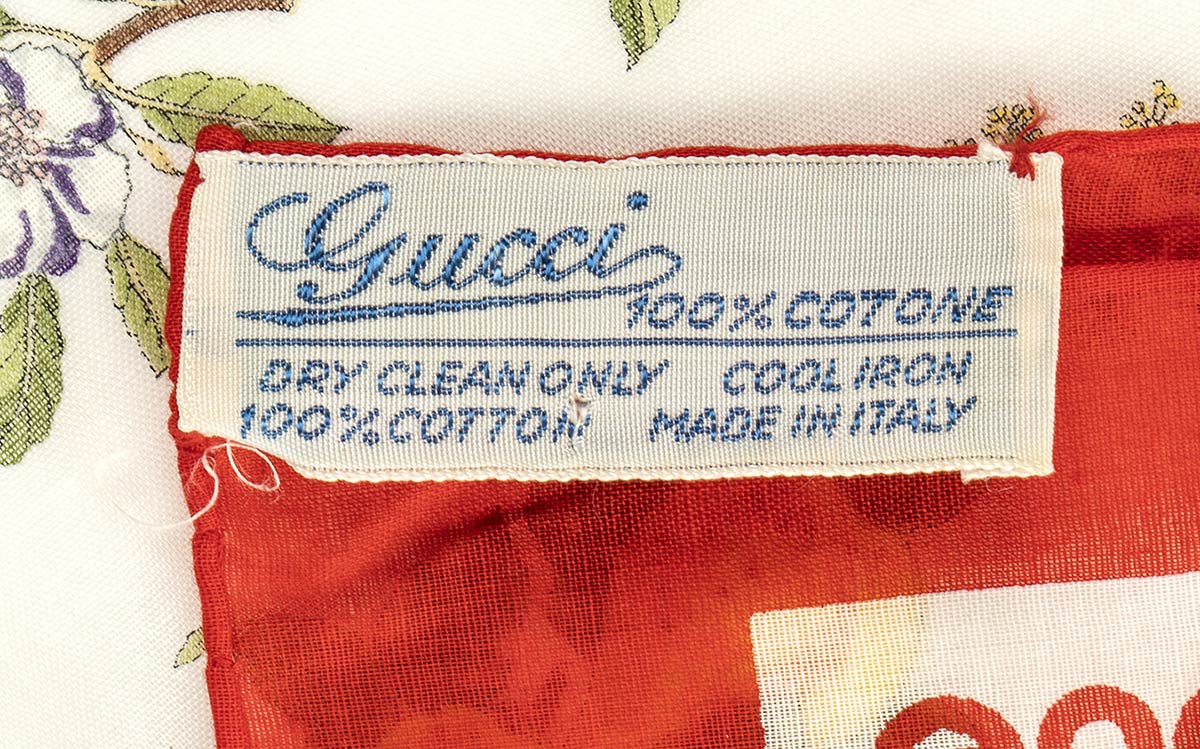 Gucci
100% COTONE
DRY CLEAN ONLY COOL IRON
100% COTTON MADE IN ITALY